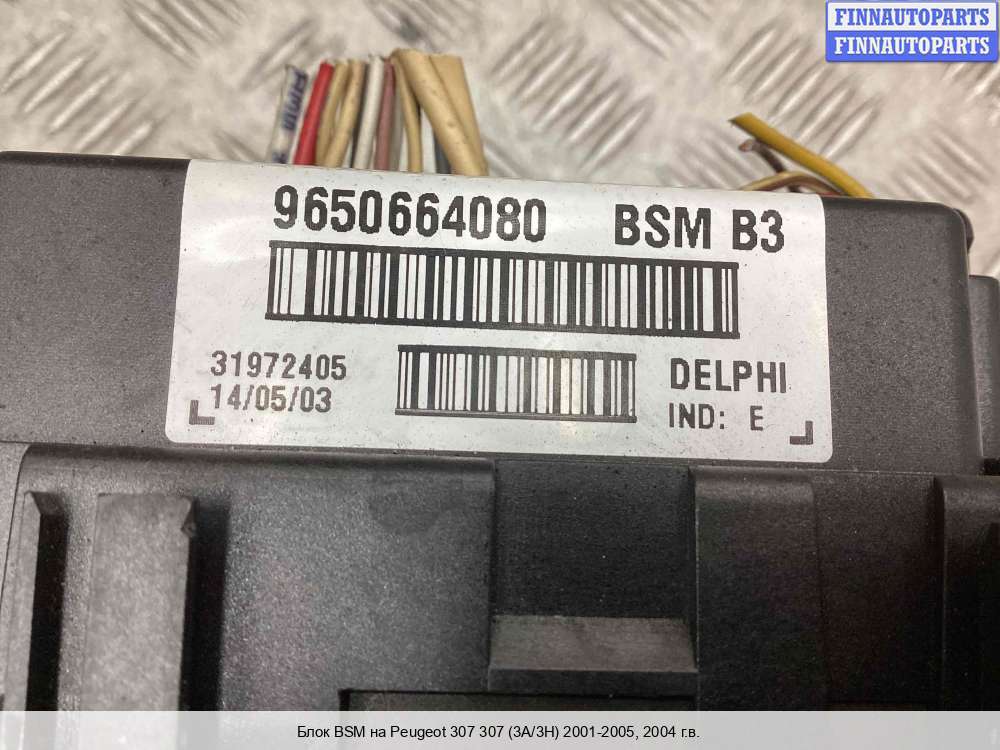 FINNAUTOPARTS
FINNAUTOPARTS
9650664080 BSM B3
31972405
14/05/03
DELPHI
IND: E
Блок BSM на Peugeot 307 307 (3A/3H) 2001-2005, 2004 г.в.